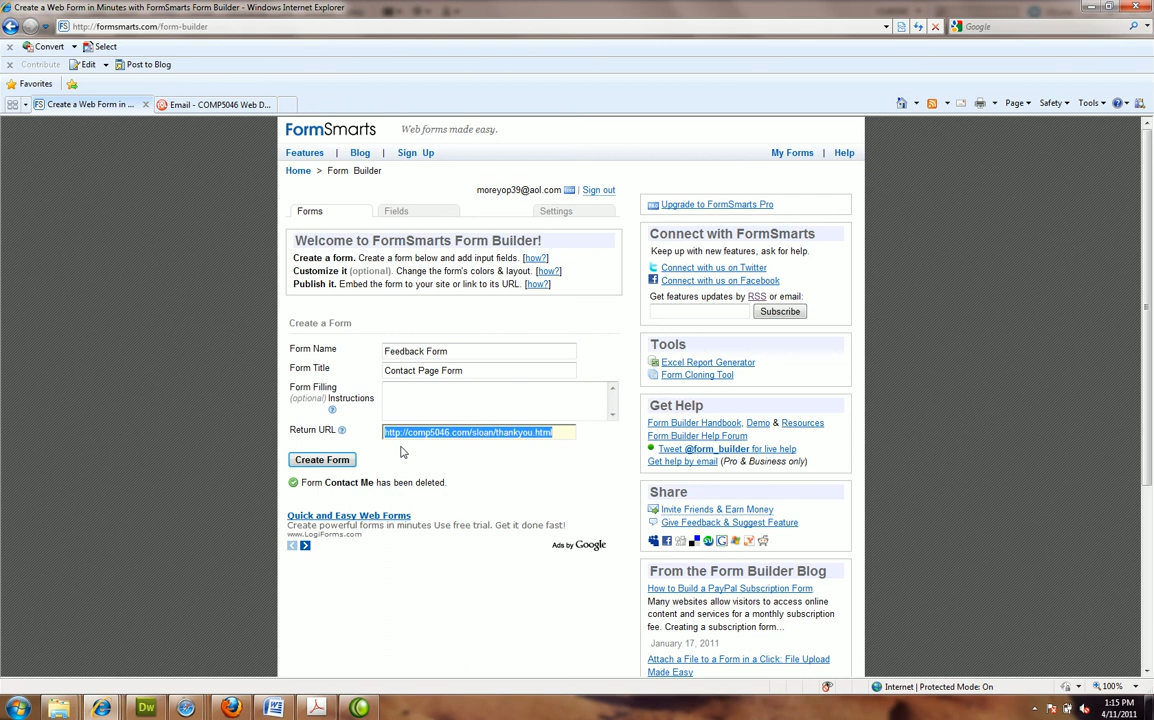 Create a Web Form in Minutes with FormSmarts Form Builder - Windows Internet Explorer
http://formsmarts.com/form-builder
Google
Convert
Select
Contribute
Edit
Post to Blog
Favorites
FS Create a Web Form in ...
Email - COMP5046 Web D...
Page
Safety
Tools
FormSmarts
Web forms made easy.
Features | Blog | Sign Up
My Forms | Help
Home > Form Builder
moreyop39@aol.com | Sign out
Forms
Fields
Settings
Welcome to FormSmarts Form Builder!
Create a form. Create a form below and add input fields. [how?]
Customize it (optional). Change the form's colors & layout. [how?]
Publish it. Embed the form to your site or link to its URL. [how?]
Create a Form
Form Name
Feedback Form
Form Title
Contact Page Form
Form Filling
(optional) Instructions
Return URL
http://comp5046.com/sloan/thankyou.html
Create Form
Form Contact Me has been deleted.
Quick and Easy Web Forms
Create powerful forms in minutes Use free trial. Get it done fast!
www.LogiForms.com
Ads by Google
Upgrade to FormSmarts Pro
Connect with FormSmarts
Keep up with new features, ask for help.
Connect with us on Twitter
Connect with us on Facebook
Get features updates by RSS or email:
Subscribe
Tools
Excel Report Generator
Form Cloning Tool
Get Help
Form Builder Handbook, Demo & Resources
Form Builder Help Forum
Tweet @form_builder for live help
Get help by email (Pro & Business only)
Share
Invite Friends & Earn Money
Give Feedback & Suggest Feature
From the Form Builder Blog
How to Build a PayPal Subscription Form
Many websites allow visitors to access online
content and services for a monthly subscription
fee. Creating a subscription form...
January 17, 2011
Attach a File to a Form in a Click: File Upload
Made Easy
Internet | Protected Mode: On
100%
Dw
1:15 PM
4/11/2011